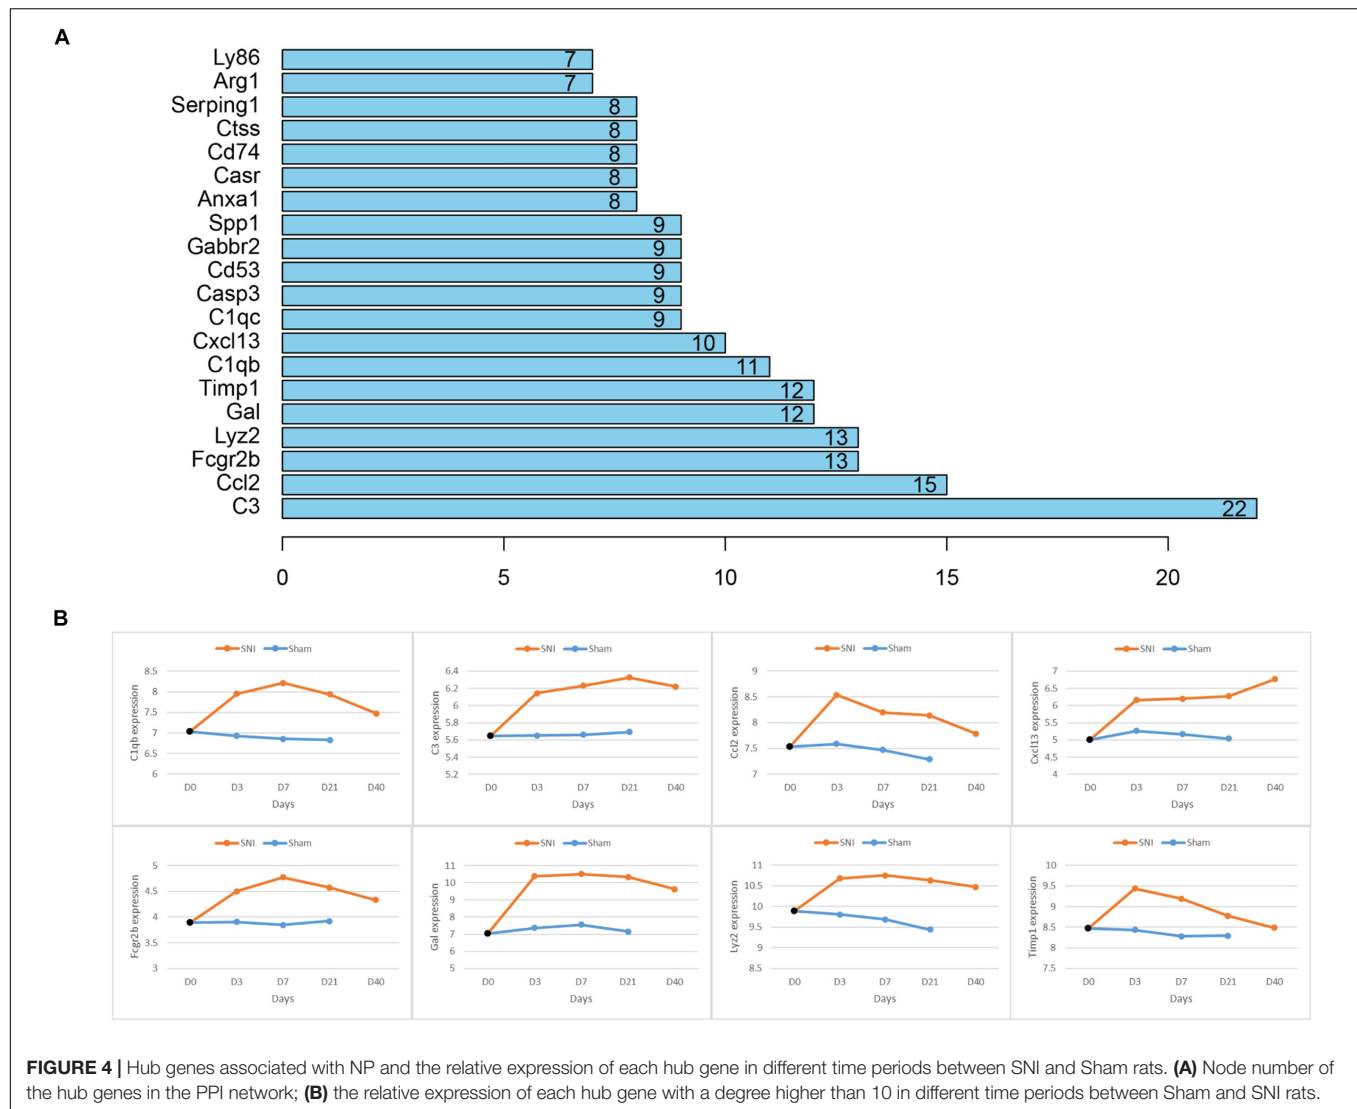 A
Ly86 7
Arg1 7
Serping1 8
Ctss 8
Cd74 8
Casr 8
Anxa1 8
Spp1 9
Gabbr2 9
Cd53 9
Casp3 9
C1qc 9
Cxcl13 10
C1qb 11
Timp1 12
Gal 12
Lyz2 13
Fcgr2b 13
Ccl2 15
C3 22
0 5 10 15 20
B
SNI Sham
C1qb expression
8.5
8
7.5
7
6.5
6
D0 D3 D7 D21 D40
Days
SNI Sham
C3 expression
6.4
6.2
6
5.8
5.6
5.4
5.2
D0 D3 D7 D21 D40
Days
SNI Sham
Ccl2 expression
9
8.5
8
7.5
7
D0 D3 D7 D21 D40
Days
SNI Sham
Cxcl13 expression
7
6.5
6
5.5
5
4.5
4
D0 D3 D7 D21 D40
Days
SNI Sham
Fcgr2b expression
5
4.5
4
3.5
3
D0 D3 D7 D21 D40
Days
SNI Sham
Gal expression
11
10
9
8
7
6
5
D0 D3 D7 D21 D40
Days
SNI Sham
Lyz2 expression
11
10.5
10
9.5
9
8.5
D0 D3 D7 D21 D40
Days
SNI Sham
Timp1 expression
10
9.5
9
8.5
8
7.5
D0 D3 D7 D21 D40
Days
FIGURE 4 | Hub genes associated with NP and the relative expression of each hub gene in different time periods between SNI and Sham rats. (A) Node number of
the hub genes in the PPI network; (B) the relative expression of each hub gene with a degree higher than 10 in different time periods between Sham and SNI rats.